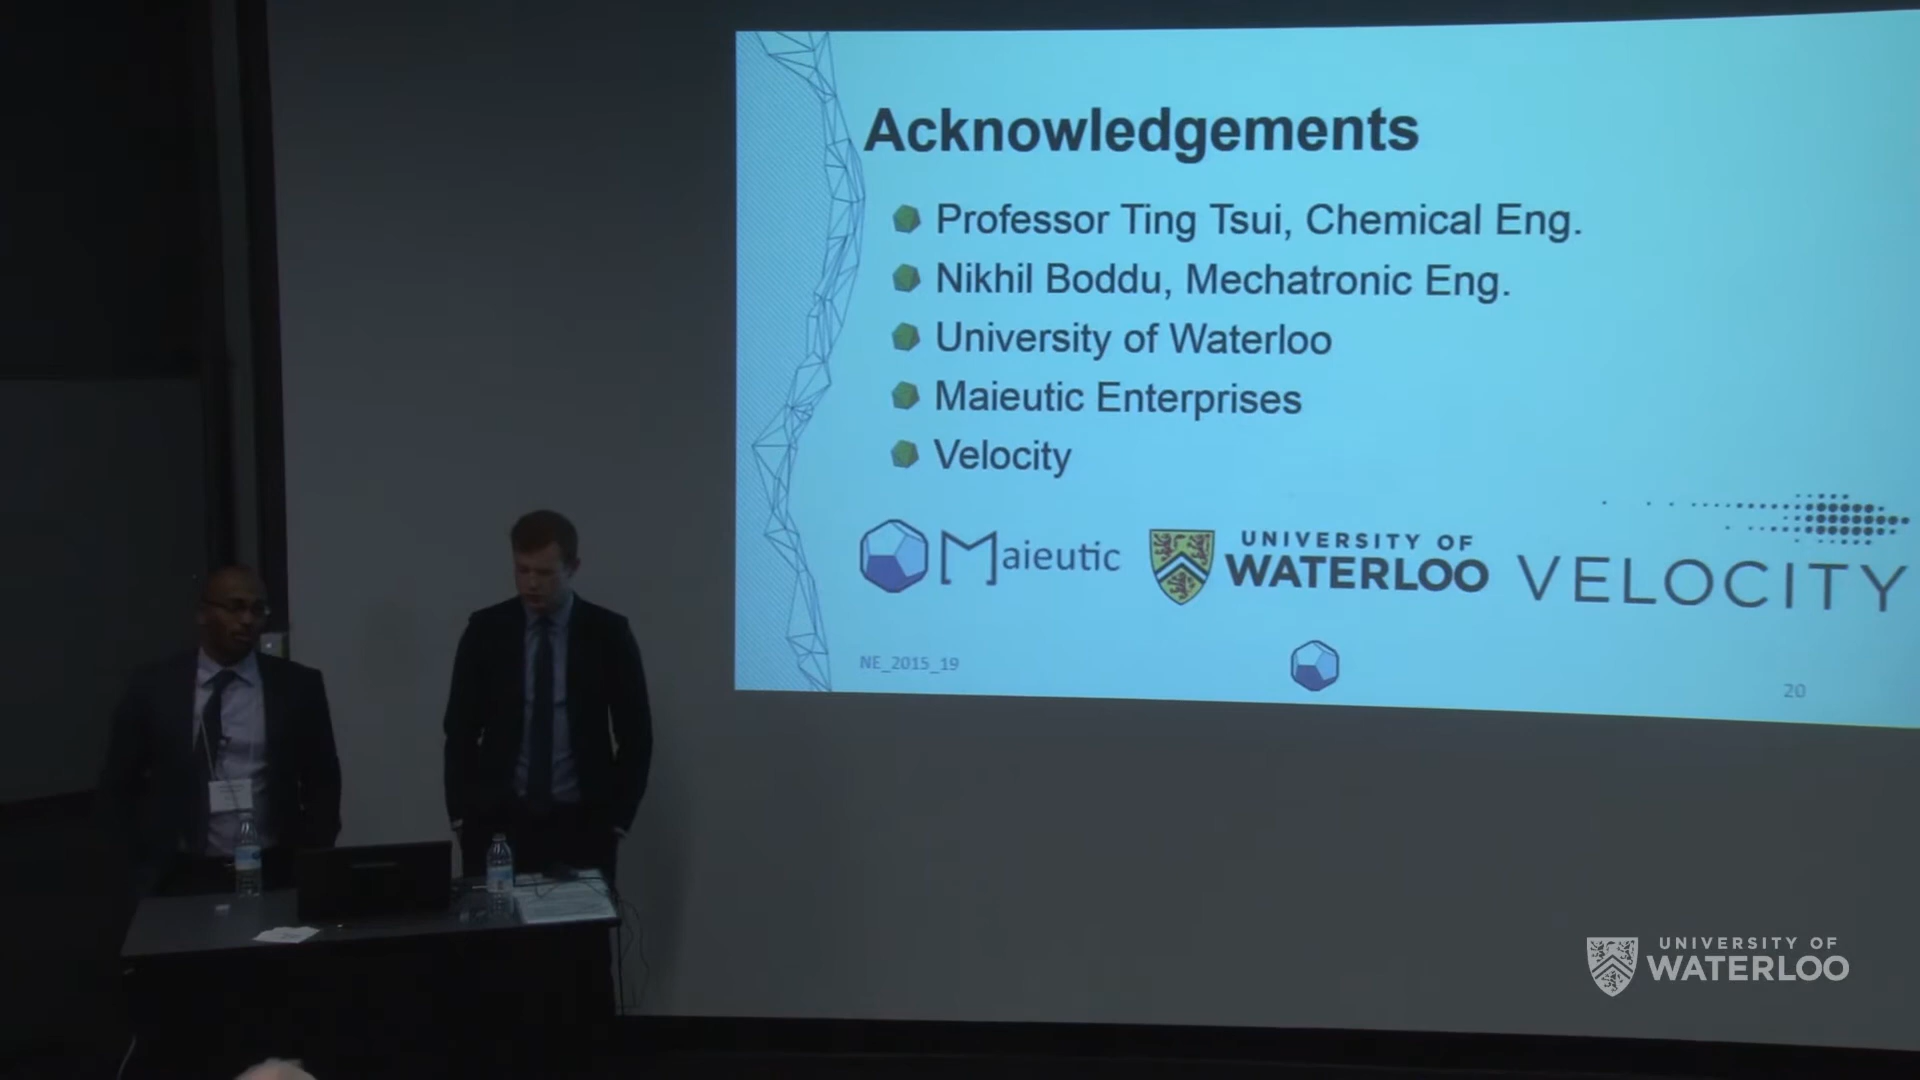 Acknowledgements
Professor Ting Tsui, Chemical Eng.
Nikhil Boddu, Mechatronic Eng.
University of Waterloo
Maieutic Enterprises
Velocity
Maieutic
UNIVERSITY OF
WATERLOO
VELOCITY
NE_2015_19
20
UNIVERSITY OF
WATERLOO